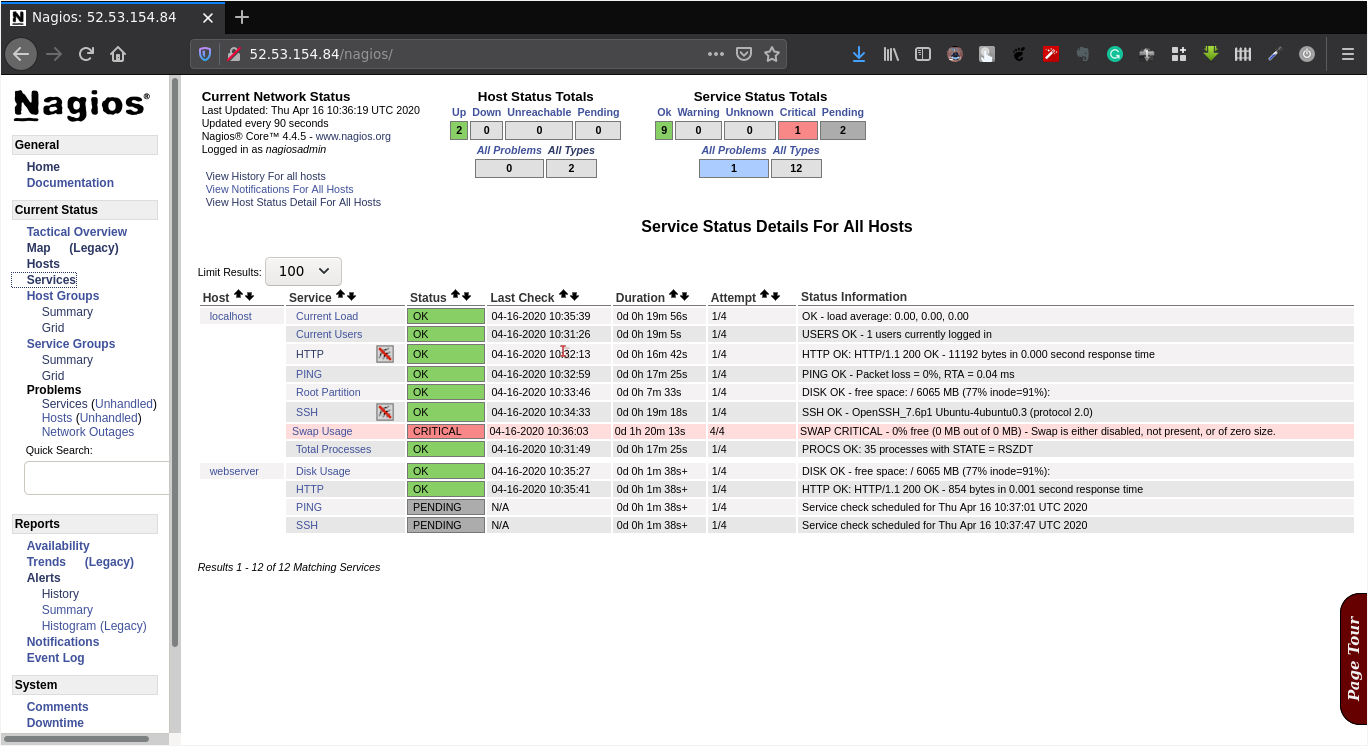 Nagios: 52.53.154.84
52.53.154.84/nagios/
Nagios®
General
Home
Documentation
Current Status
Tactical Overview
Map (Legacy)
Hosts
Services
Host Groups
Summary
Grid
Service Groups
Summary
Grid
Problems
Services (Unhandled)
Hosts (Unhandled)
Network Outages
Quick Search:
Reports
Availability
Trends (Legacy)
Alerts
History
Summary
Histogram (Legacy)
Notifications
Event Log
System
Comments
Downtime
Current Network Status
Last Updated: Thu Apr 16 10:36:19 UTC 2020
Updated every 90 seconds
Nagios® Core™ 4.4.5 - www.nagios.org
Logged in as nagiosadmin
View History For all hosts
View Notifications For All Hosts
View Host Status Detail For All Hosts
Host Status Totals
Up Down Unreachable Pending
2 0 0 0
All Problems All Types
0 2
Service Status Totals
Ok Warning Unknown Critical Pending
9 0 0 1 2
All Problems All Types
1 12
Service Status Details For All Hosts
Limit Results: 100
Host Service Status Last Check Duration Attempt Status Information
localhost Current Load OK 04-16-2020 10:35:39 0d 0h 19m 56s 1/4 OK - load average: 0.00, 0.00, 0.00
Current Users OK 04-16-2020 10:31:26 0d 0h 19m 5s 1/4 USERS OK - 1 users currently logged in
HTTP OK 04-16-2020 10:32:13 0d 0h 16m 42s 1/4 HTTP OK: HTTP/1.1 200 OK - 11192 bytes in 0.000 second response time
PING OK 04-16-2020 10:32:59 0d 0h 17m 25s 1/4 PING OK - Packet loss = 0%, RTA = 0.04 ms
Root Partition OK 04-16-2020 10:33:46 0d 0h 7m 33s 1/4 DISK OK - free space: / 6065 MB (77% inode=91%):
SSH OK 04-16-2020 10:34:33 0d 0h 19m 18s 1/4 SSH OK - OpenSSH_7.6p1 Ubuntu-4ubuntu0.3 (protocol 2.0)
Swap Usage CRITICAL 04-16-2020 10:36:03 0d 1h 20m 13s 4/4 SWAP CRITICAL - 0% free (0 MB out of 0 MB) - Swap is either disabled, not present, or of zero size.
Total Processes OK 04-16-2020 10:31:49 0d 0h 17m 25s 1/4 PROCS OK: 35 processes with STATE = RSZDT
webserver Disk Usage OK 04-16-2020 10:35:27 0d 0h 1m 38s+ 1/4 DISK OK - free space: / 6065 MB (77% inode=91%):
HTTP OK 04-16-2020 10:35:41 0d 0h 1m 38s+ 1/4 HTTP OK: HTTP/1.1 200 OK - 854 bytes in 0.001 second response time
PING PENDING N/A 0d 0h 1m 38s+ 1/4 Service check scheduled for Thu Apr 16 10:37:01 UTC 2020
SSH PENDING N/A 0d 0h 1m 38s+ 1/4 Service check scheduled for Thu Apr 16 10:37:47 UTC 2020
Results 1 - 12 of 12 Matching Services
Page Tour